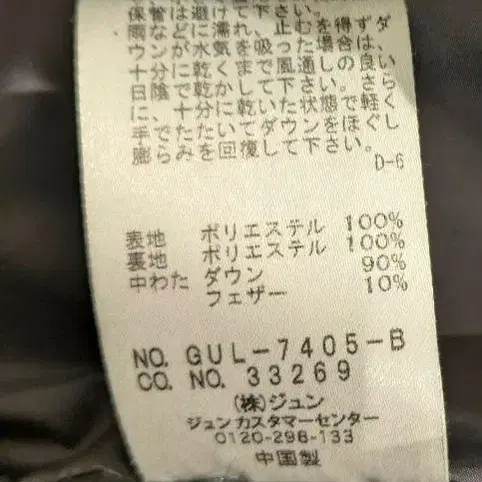 保管は避けて下さい。
雨などに濡れ、止むを得ずダ
ウンが水気を吸った場合は、
十分に乾くまで風通しの良い
日陰で乾かして下さい。さら
に、十分に乾いた状態で軽く
手でたたいてダウンをほぐし
膨らみを回復して下さい。
D-6
表地 ポリエステル 100%
裏地 ポリエステル 100%
中わた ダウン 90%
フェザー 10%
NO. GUL-7405-B
CO. NO. 33269
(株)ジュン
ジュンカスタマーセンター
0120-298-133
中国製